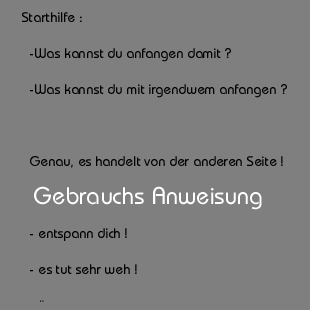 Starthilfe :
-Was kannst du anfangen damit ?
-Was kannst du mit irgendwem anfangen ?
Genau, es handelt von der anderen Seite !
Gebrauchs Anweisung
- entspann dich !
- es tut sehr weh !